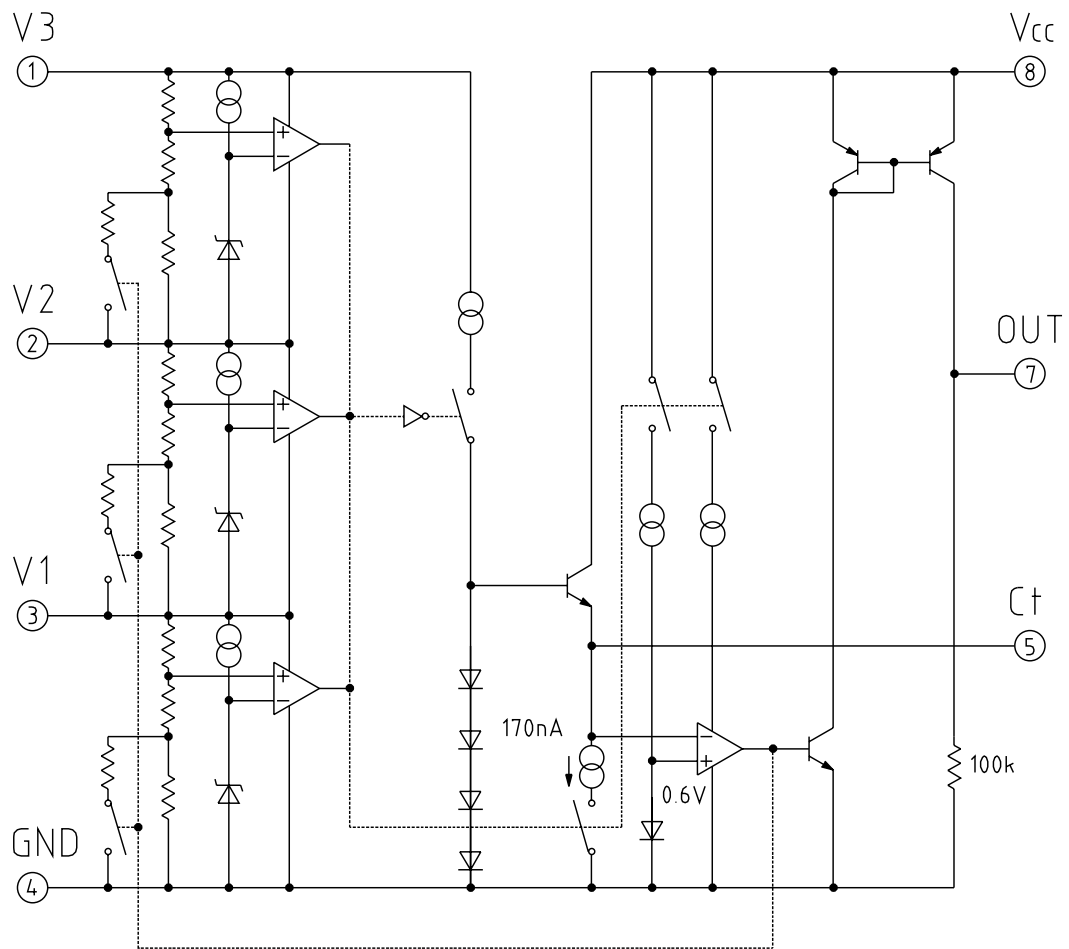 V3
Vcc
1
8
+
−
V2
2
OUT
7
+
−
V1
3
Ct
5
+
−
170nA
−
+
0.6V
100k
GND
4